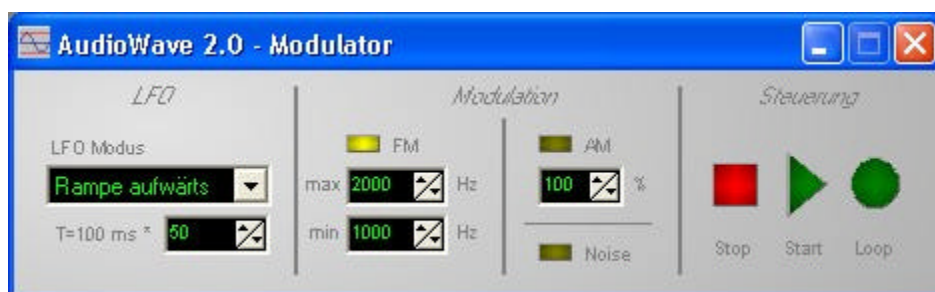 AudioWave 2.0 - Modulator
LFO
Modulation
Steuerung
LFO Modus
Rampe aufwärts
T=100 ms * 50
FM
max 2000 Hz
min 1000 Hz
AM
100 %
Noise
Stop Start Loop